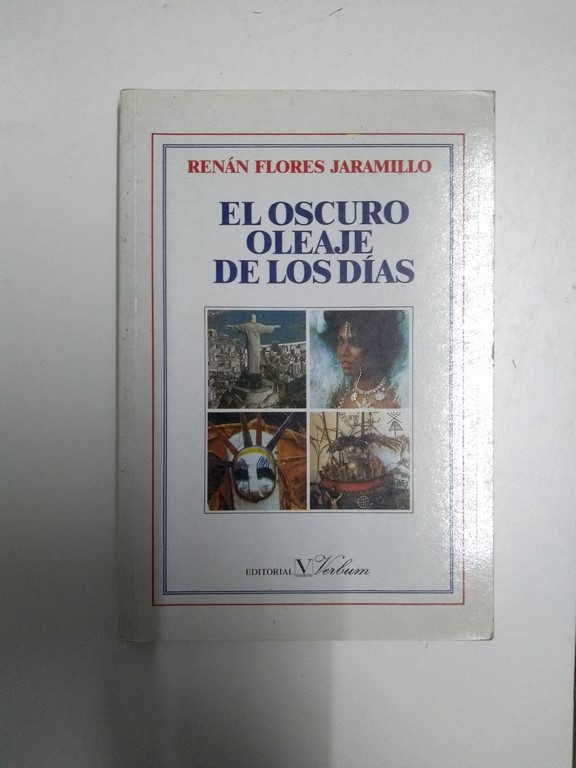 RENÁN FLORES JARAMILLO
EL OSCURO
OLEAJE
DE LOS DÍAS
EDITORIAL V Verbum